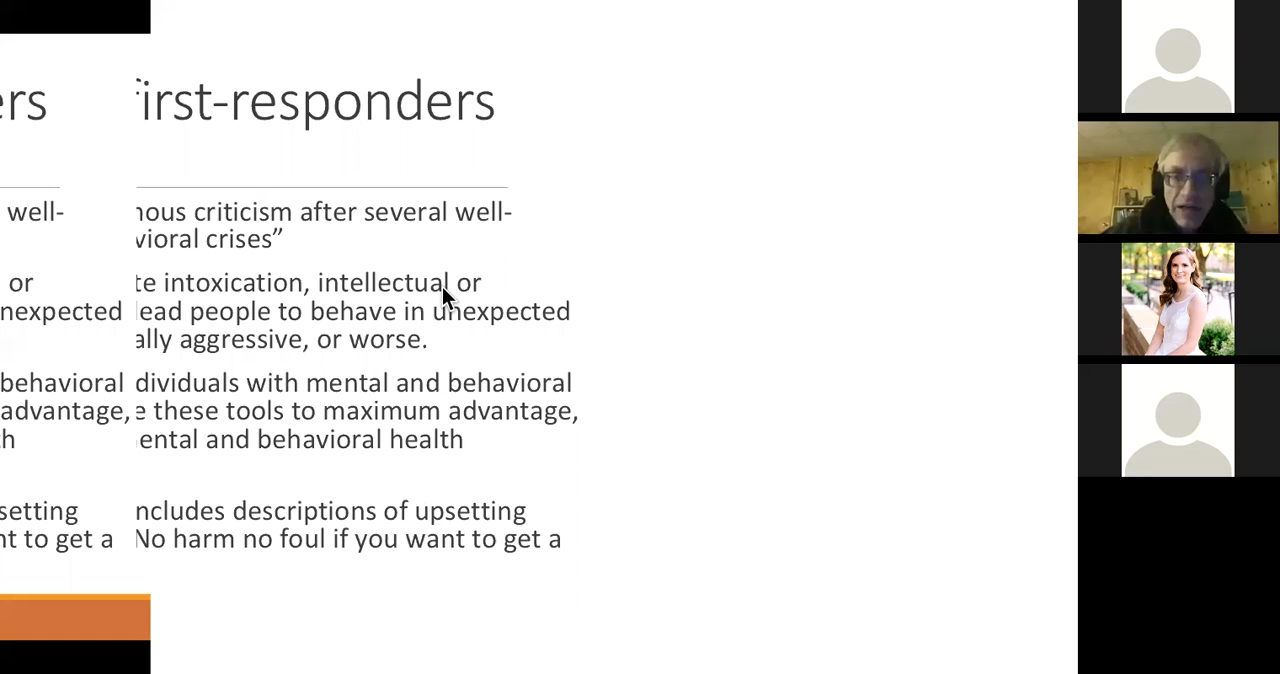 ers first-responders
well- nous criticism after several well-
vioral crises”
or te intoxication, intellectual or
nexpected lead people to behave in unexpected
ally aggressive, or worse.
behavioral dividuals with mental and behavioral
advantage, e these tools to maximum advantage,
th ental and behavioral health
setting ncludes descriptions of upsetting
nt to get a No harm no foul if you want to get a